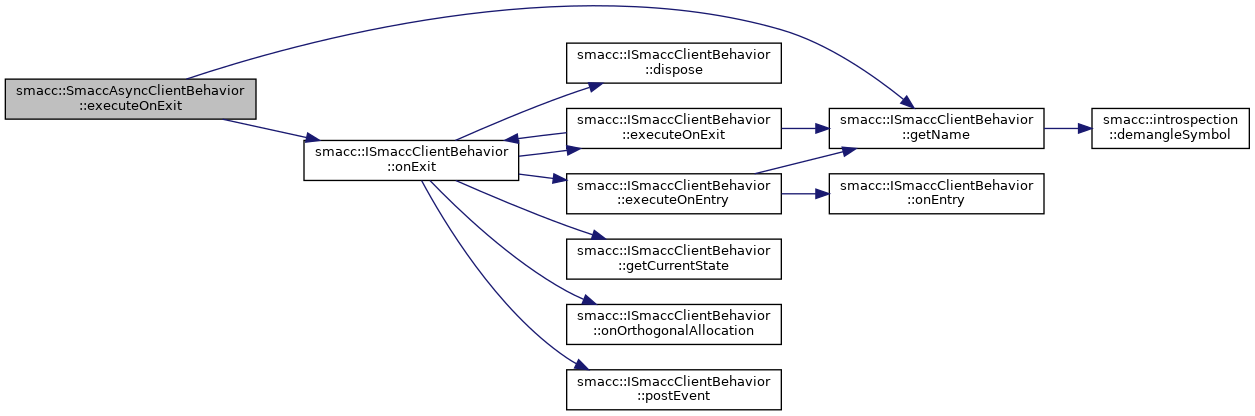 smacc::SmaccAsyncClientBehavior
::executeOnExit
smacc::ISmaccClientBehavior
::onExit
smacc::ISmaccClientBehavior
::dispose
smacc::ISmaccClientBehavior
::executeOnExit
smacc::ISmaccClientBehavior
::executeOnEntry
smacc::ISmaccClientBehavior
::getCurrentState
smacc::ISmaccClientBehavior
::onOrthogonalAllocation
smacc::ISmaccClientBehavior
::postEvent
smacc::ISmaccClientBehavior
::getName
smacc::ISmaccClientBehavior
::onEntry
smacc::introspection
::demangleSymbol